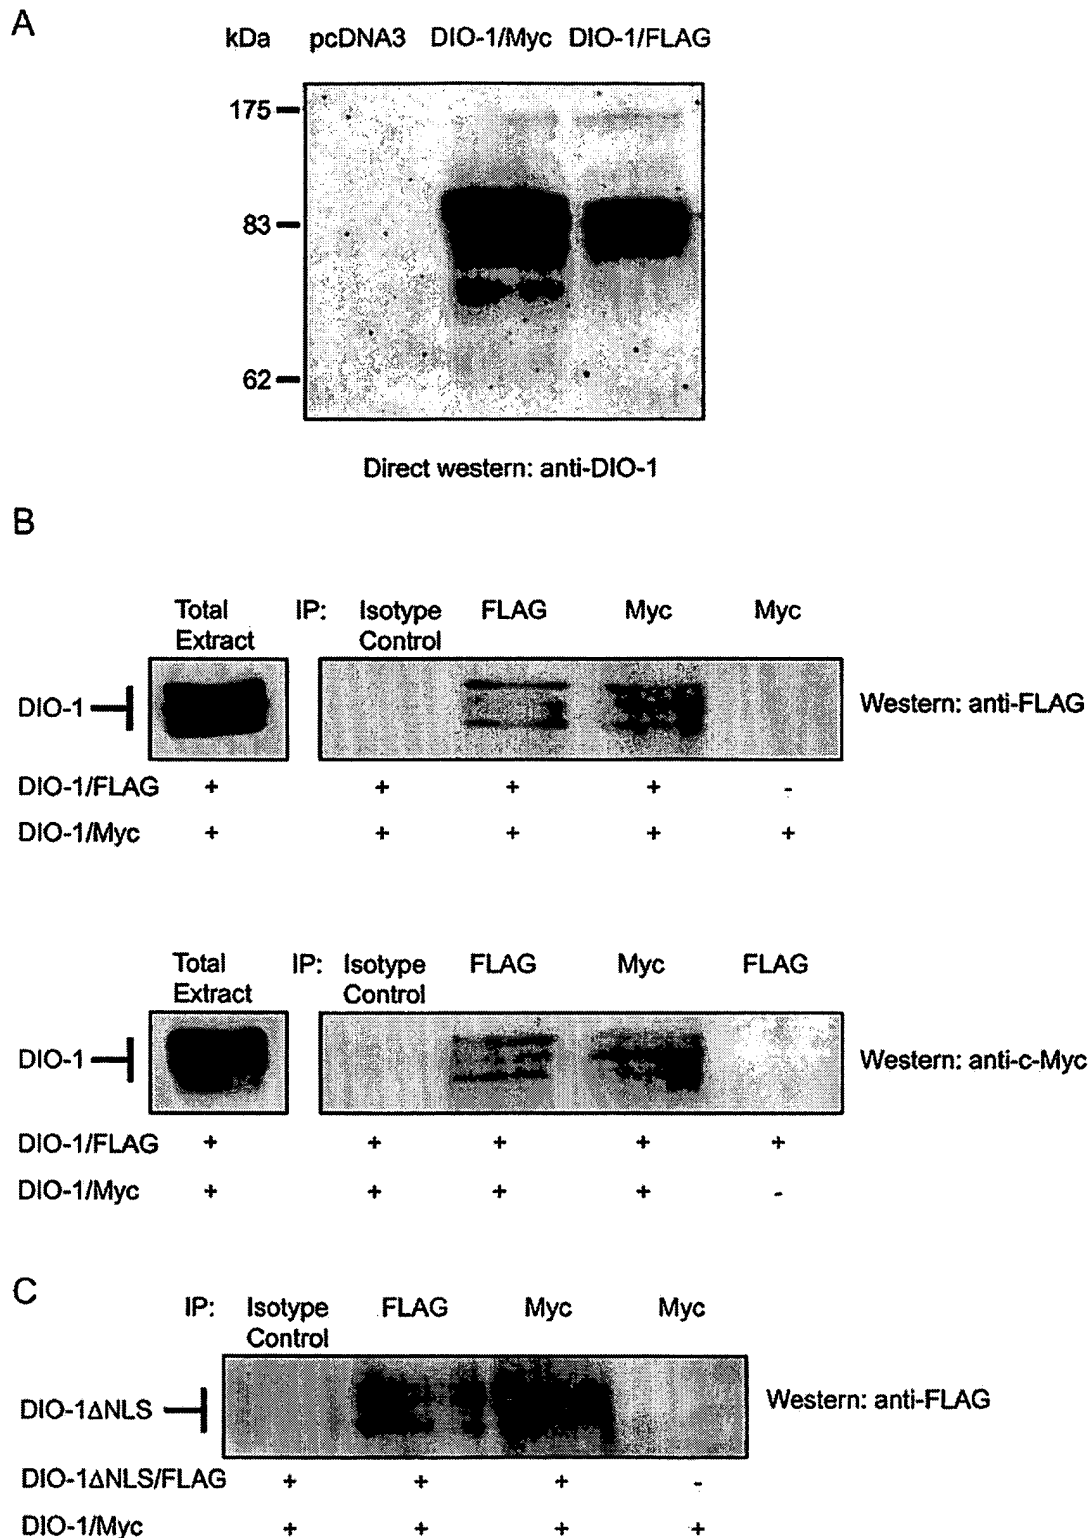 A
kDa pcDNA3 DIO-1/Myc DIO-1/FLAG
175
83
62
Direct western: anti-DIO-1
B
Total Extract IP: Isotype Control FLAG Myc Myc
DIO-1 Western: anti-FLAG
DIO-1/FLAG + + + + -
DIO-1/Myc + + + + +
Total Extract IP: Isotype Control FLAG Myc FLAG
DIO-1 Western: anti-c-Myc
DIO-1/FLAG + + + + +
DIO-1/Myc + + + + -
C
IP: Isotype Control FLAG Myc Myc
DIO-1ΔNLS Western: anti-FLAG
DIO-1ΔNLS/FLAG + + + -
DIO-1/Myc + + + +